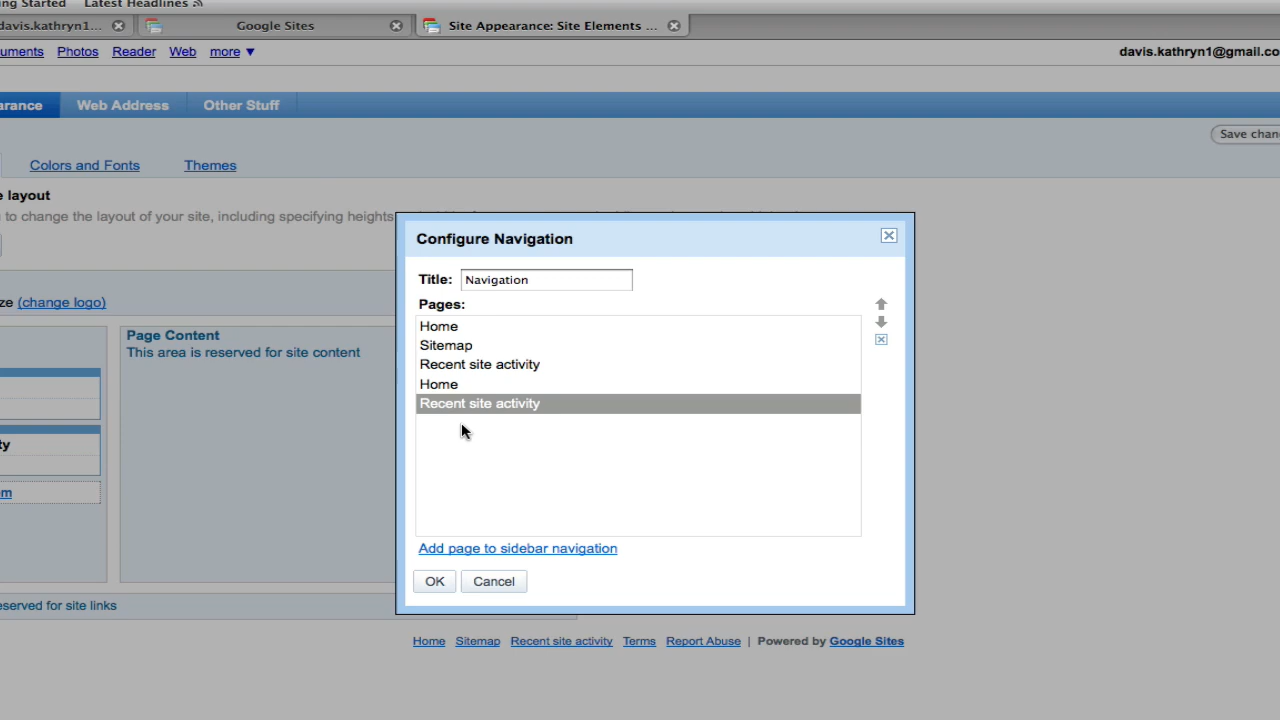 ing Started Latest Headlines
davis.kathryn1... Google Sites Site Appearance: Site Elements ...
uments Photos Reader Web more ▼ davis.kathryn1@gmail.co
arance Web Address Other Stuff
Save chan
Colors and Fonts Themes
e layout
to change the layout of your site, including specifying heights
Configure Navigation
Title: Navigation
Pages:
Home
Sitemap
Recent site activity
Home
Recent site activity
Add page to sidebar navigation
OK Cancel
ze (change logo)
Page Content
This area is reserved for site content
ty
m
eserved for site links
Home Sitemap Recent site activity Terms Report Abuse | Powered by Google Sites